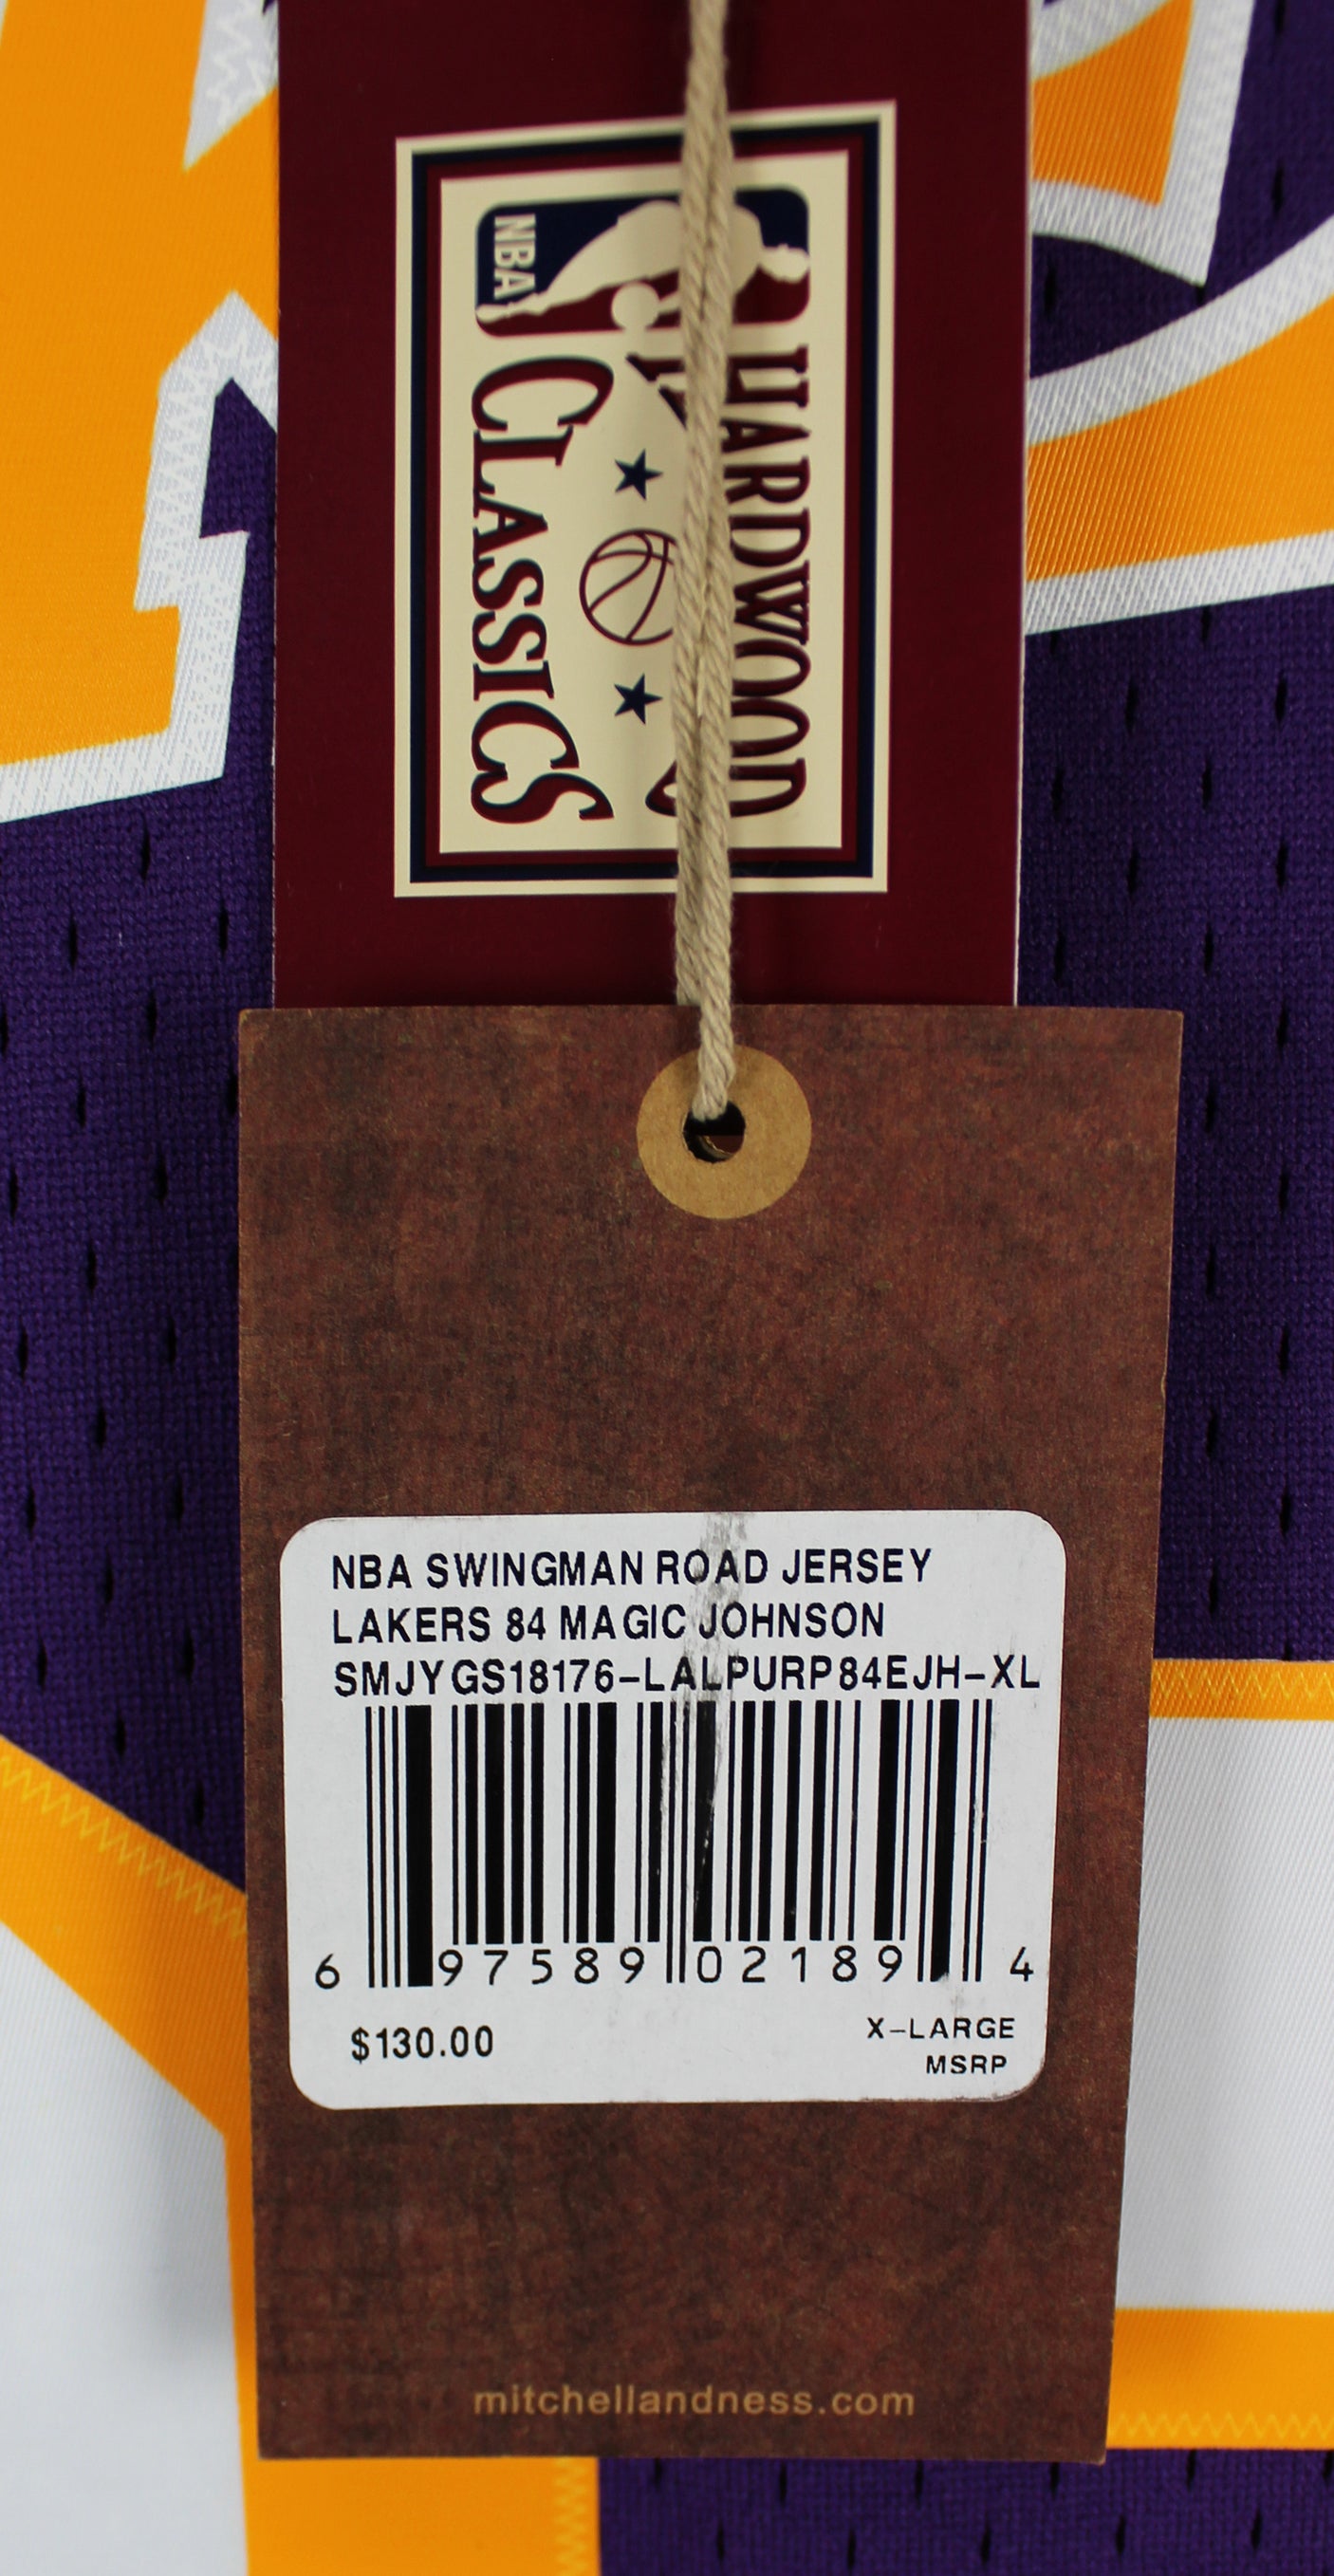 NBA
HARDWOOD
CLASSICS
NBA SWINGMAN ROAD JERSEY
LAKERS 84 MAGIC JOHNSON
SMJYGS18176-LALPURP84EJH-XL
6 97589 02189 4
$130.00
X-LARGE
MSRP
mitchellandness.com